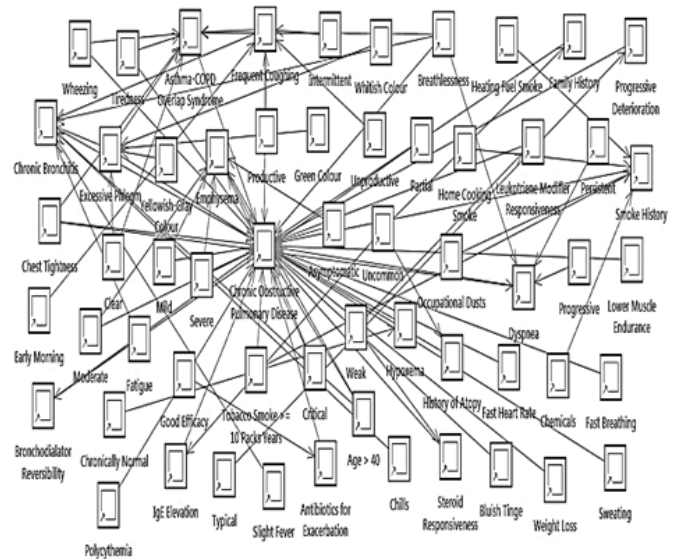 Wheezing
Tiredness
Asthma-COPD
Overlap Syndrome
Frequent Coughing
Intermittent
Whitish Colour
Breathlessness
Heating Fuel Smoke
Family History
Progressive
Deterioration
Chronic Bronchitis
Excessive Phlegm
Yellowish-Gray
Colour
Emphysema
Productive
Green Colour
Unproductive
Partial
Home Cooking
Smoke
Leukotriene Modifier
Responsiveness
Persistent
Smoke History
Chest Tightness
Clear
Mild
Severe
Chronic Obstructive
Pulmonary Disease
Asymptomatic
Uncommon
Occupational Dusts
Dyspnea
Progressive
Lower Muscle
Endurance
Early Morning
Moderate
Fatigue
Good Efficacy
Tobacco Smoke >=
10 Packs Years
Critical
Weak
Hypoxema
History of Atopy
Fast Heart Rate
Chemicals
Fast Breathing
Bronchodialator
Reversibility
Chronically Normal
IgE Elevation
Typical
Slight Fever
Antibiotics for
Exacerbation
Age > 40
Chills
Steroid
Responsiveness
Bluish Tinge
Weight Loss
Sweating
Polycythemia